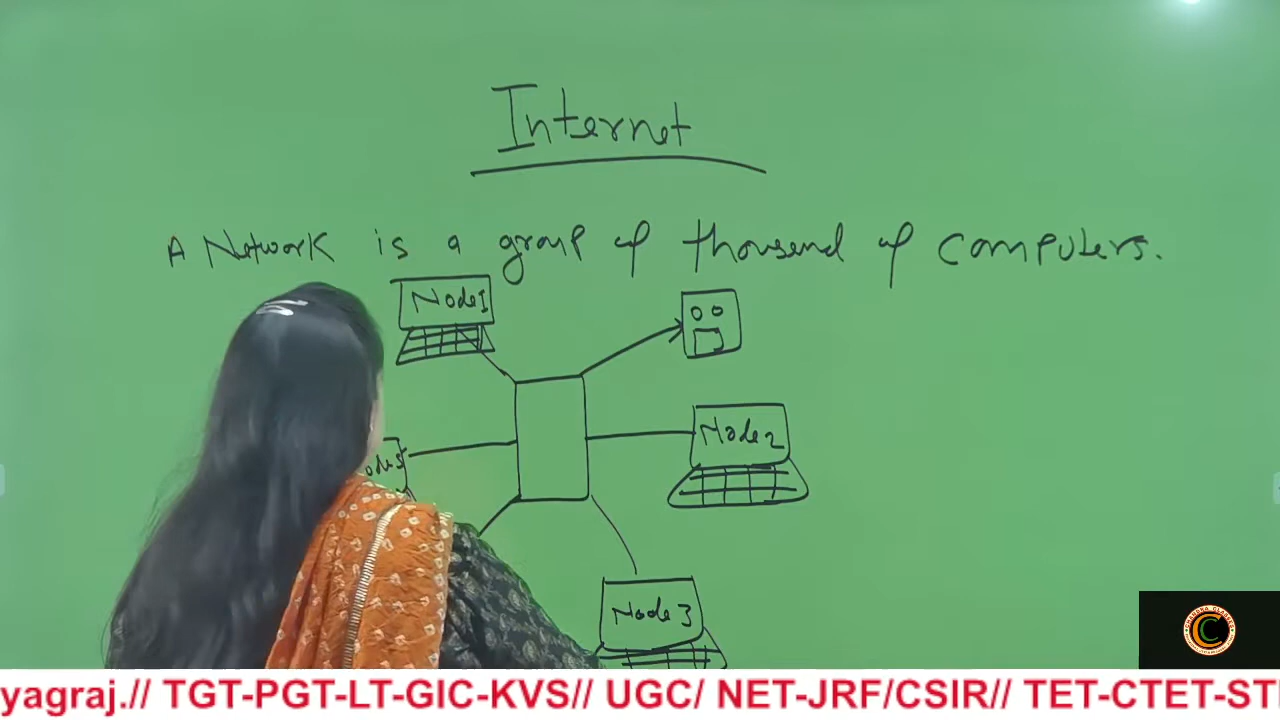 Internet
A Network is a group of thousand of computers.
Node1
Node2
Node3
yagraj.// TGT-PGT-LT-GIC-KVS// UGC/ NET-JRF/CSIR// TET-CTET-ST